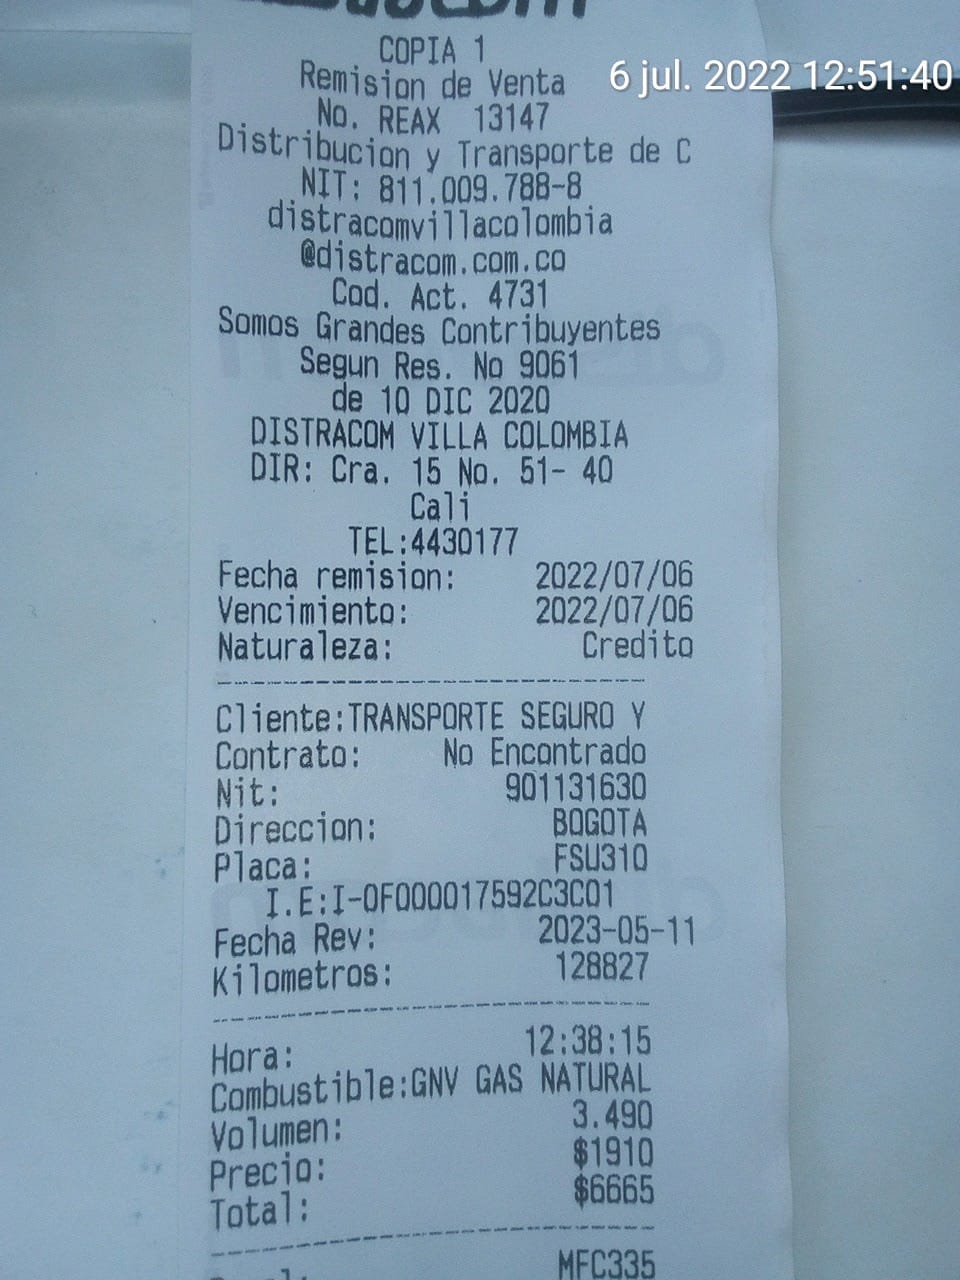 COPIA 1
Remision de Venta
6 jul. 2022 12:51:40
No. REAX 13147
Distribucion y Transporte de C
NIT: 811.009.788-8
distracomvillacolombia
@distracom.com.co
Cod. Act. 4731
Somos Grandes Contribuyentes
Segun Res. No 9061
de 10 DIC 2020
DISTRACOM VILLA COLOMBIA
DIR: Cra. 15 No. 51- 40
Cali
TEL:4430177
Fecha remision: 2022/07/06
Vencimiento: 2022/07/06
Naturaleza: Credito
Cliente:TRANSPORTE SEGURO Y
Contrato: No Encontrado
Nit: 901131630
Direccion: BOGOTA
Placa: FSU310
I.E:I-0F000017592C3C01
Fecha Rev: 2023-05-11
Kilometros: 128827
Hora: 12:38:15
Combustible:GNV GAS NATURAL
Volumen: 3.490
Precio: $1910
Total: $6665
MFC335